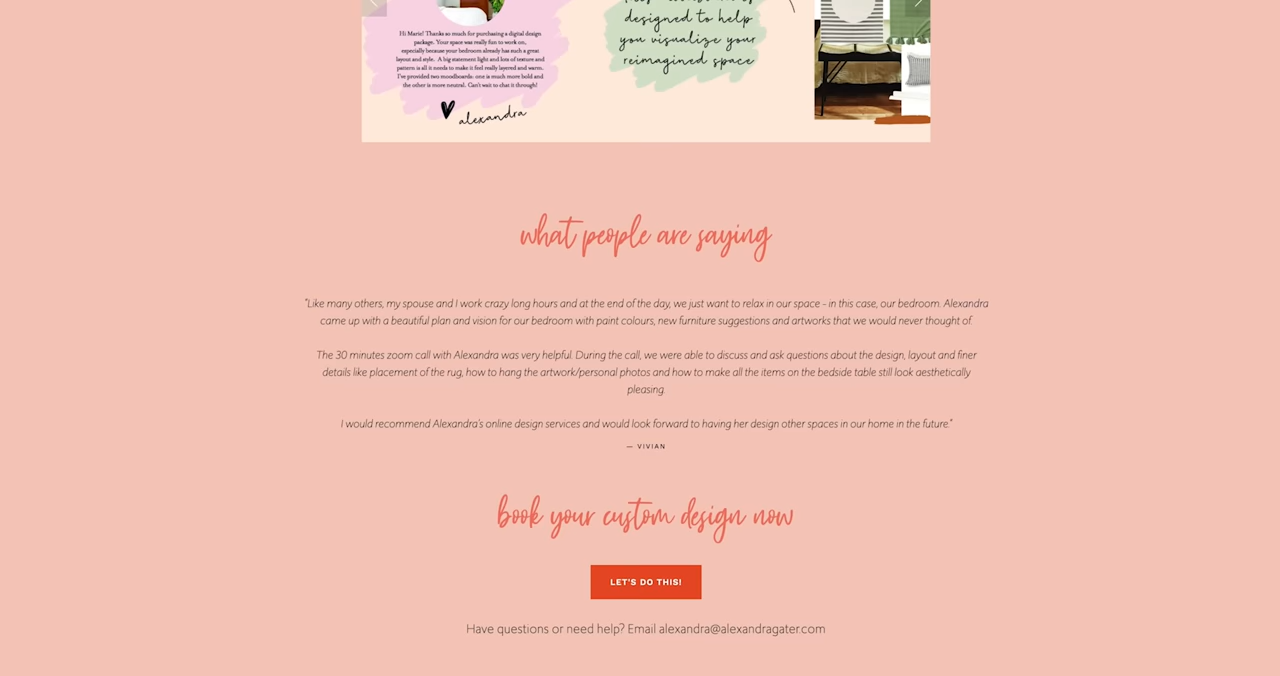 designed to help
you visualize your
reimagined space
Hi Marie! Thanks so much for purchasing a digital design
package. Your space was really fun to work on,
especially because your bedroom already has such a great
layout and style. A big statement light and lots of texture and
pattern is all it needs to make it feel really layered and warm.
I've provided two moodboards: one is much more bold and
the other is more neutral. Can't wait to chat it through!
alexandra
what people are saying
"Like many others, my spouse and I work crazy long hours and at the end of the day, we just want to relax in our space - in this case, our bedroom. Alexandra
came up with a beautiful plan and vision for our bedroom with paint colours, new furniture suggestions and artworks that we would never thought of.
The 30 minutes zoom call with Alexandra was very helpful. During the call, we were able to discuss and ask questions about the design, layout and finer
details like placement of the rug, how to hang the artwork/personal photos and how to make all the items on the bedside table still look aesthetically
pleasing.
I would recommend Alexandra's online design services and would look forward to having her design other spaces in our home in the future."
— VIVIAN
book your custom design now
LET'S DO THIS!
Have questions or need help? Email alexandra@alexandragater.com